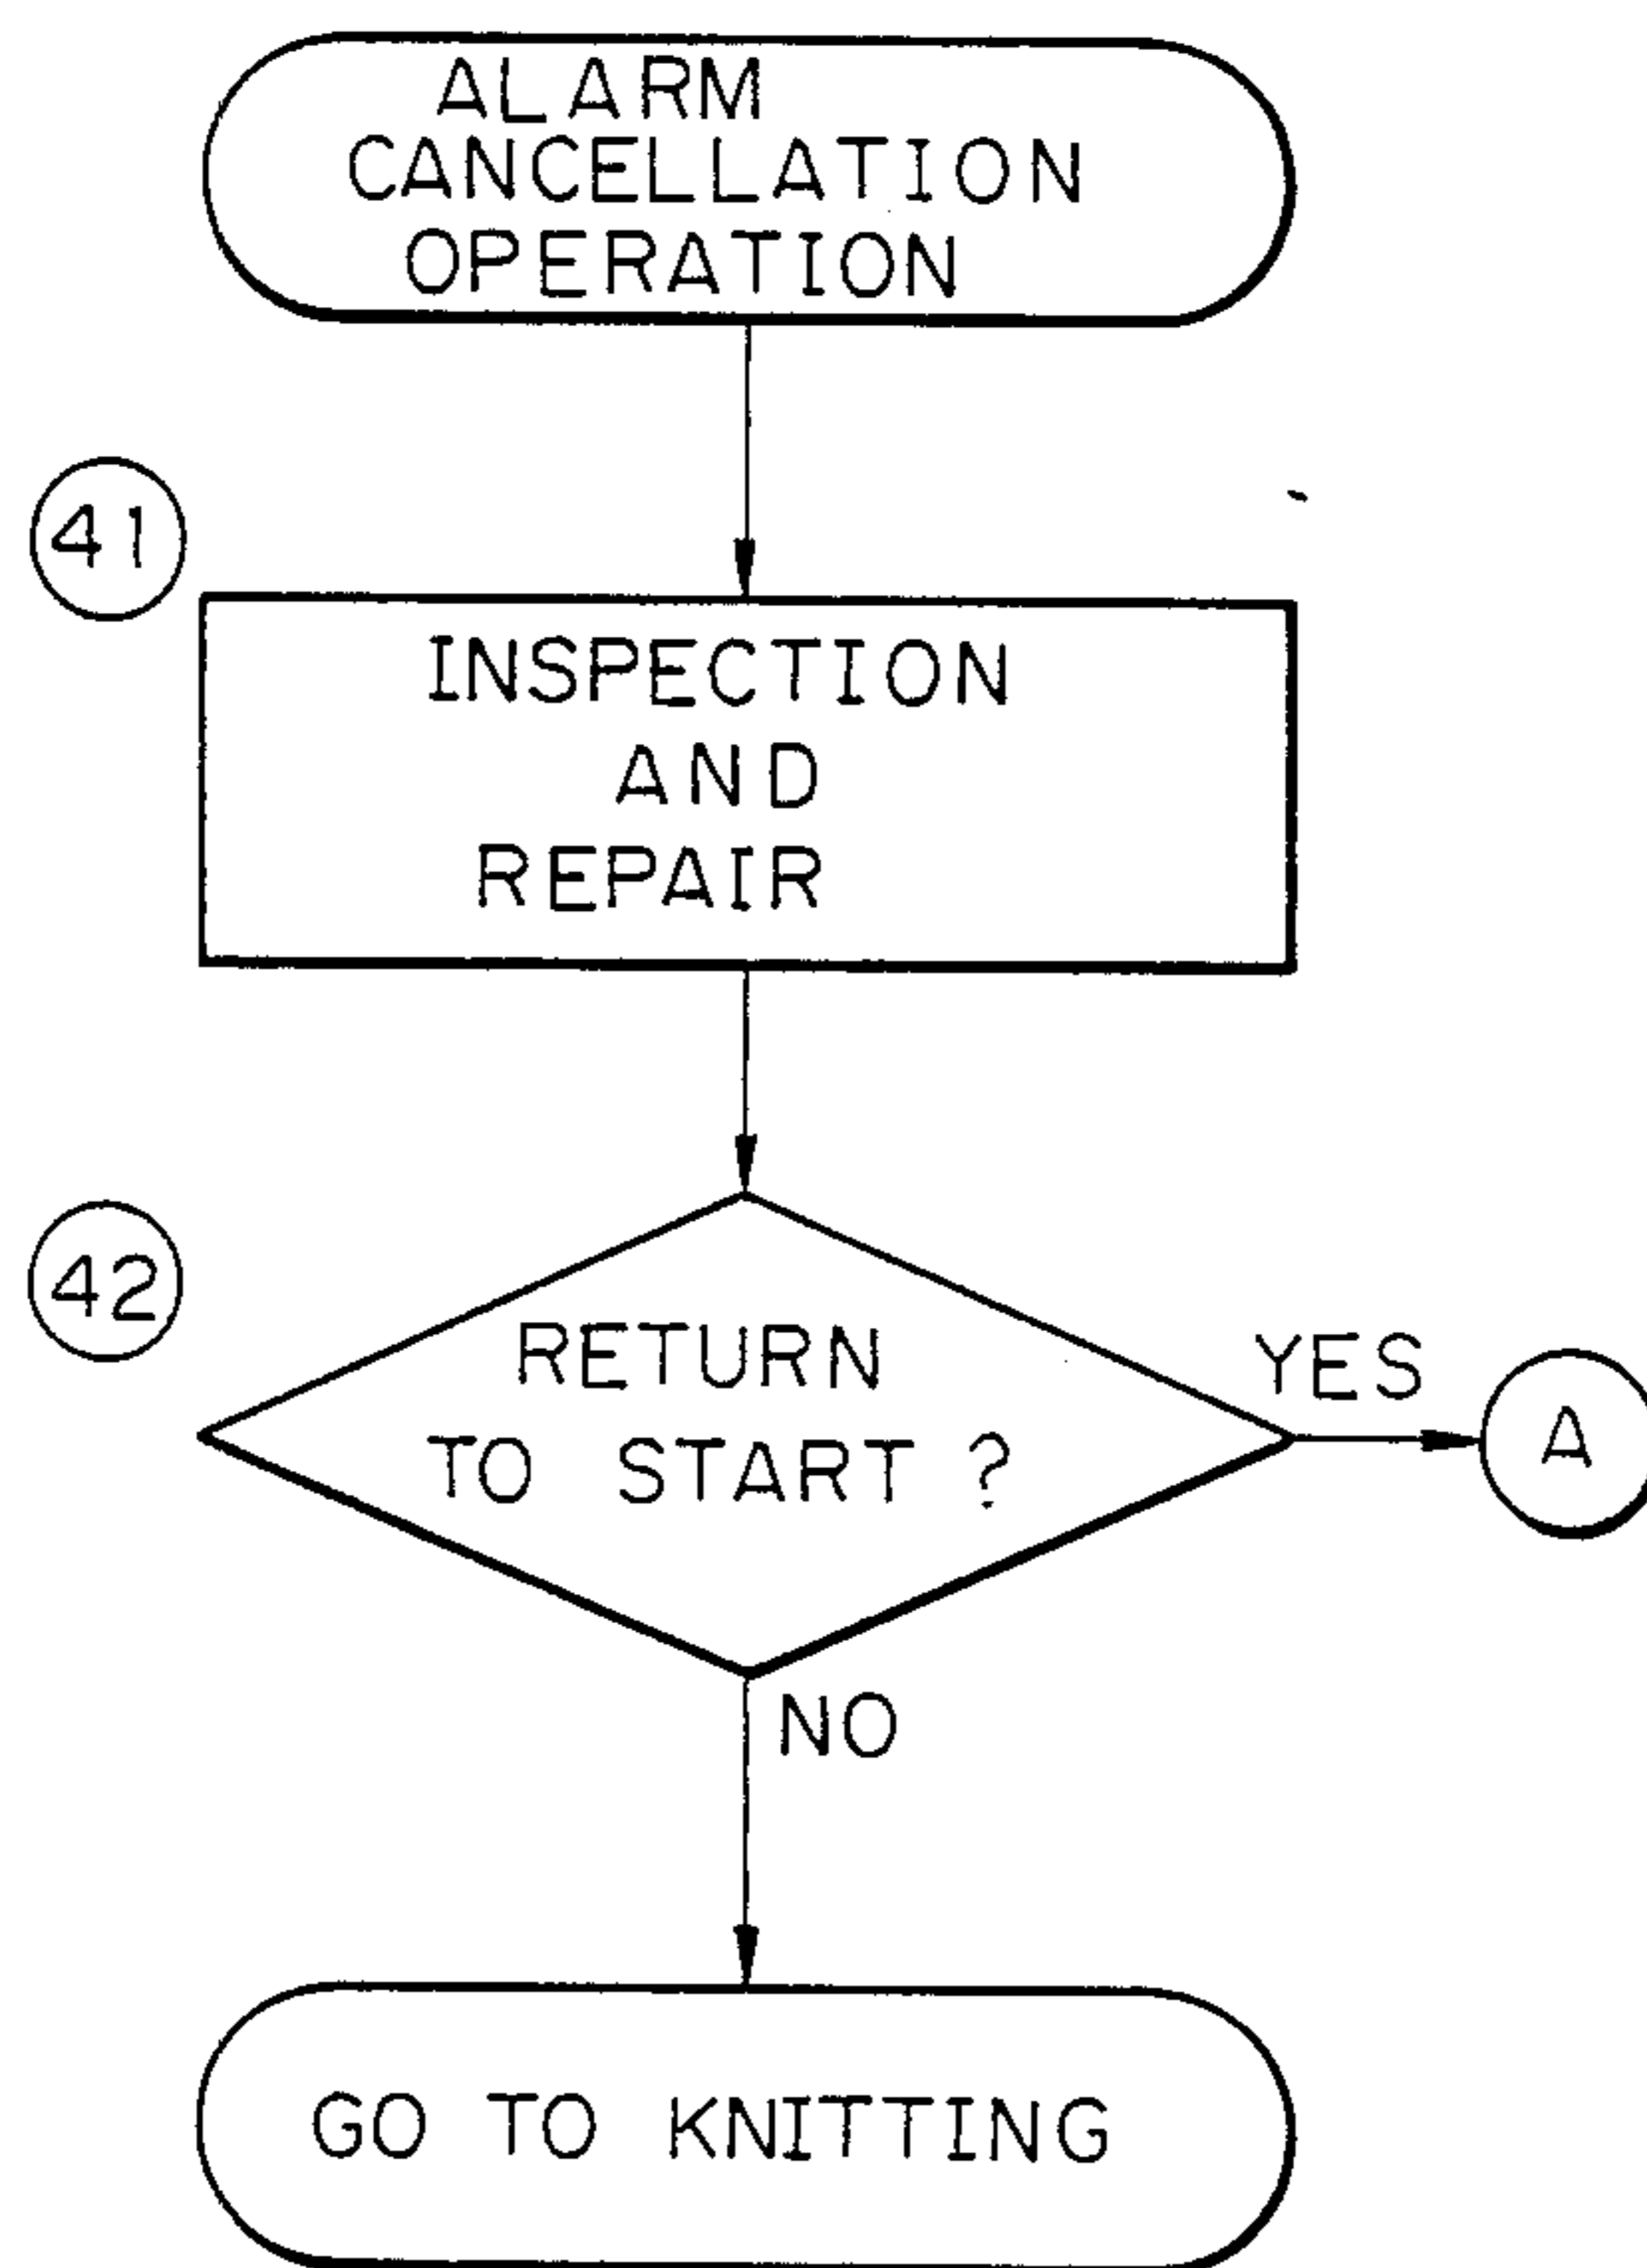 ALARM
CANCELLATION
OPERATION
41
INSPECTION
AND
REPAIR
42
RETURN
TO START ?
YES
A
NO
GO TO KNITTING